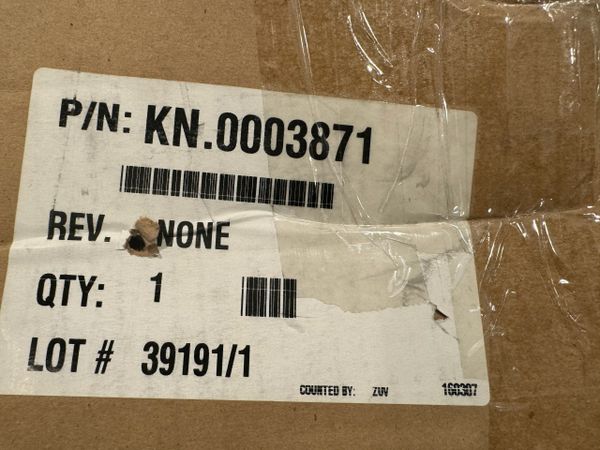 P/N: KN.0003871
REV. NONE
QTY: 1
LOT # 39191/1
COUNTED BY: ZUV 160307